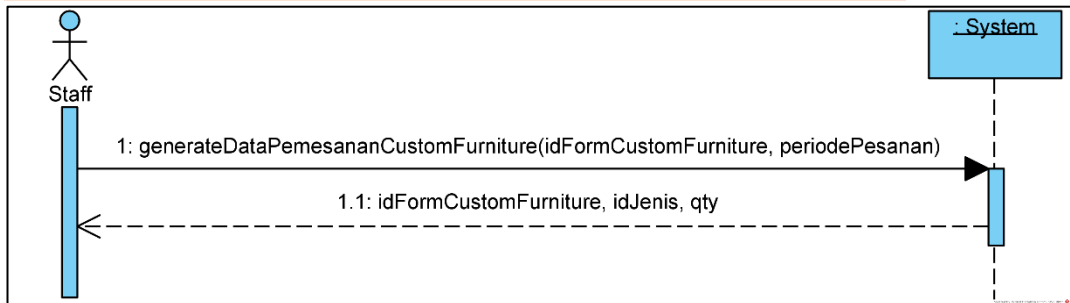 : System
Staff
1: generateDataPemesananCustomFurniture(idFormCustomFurniture, periodePesanan)
1.1: idFormCustomFurniture, idJenis, qty